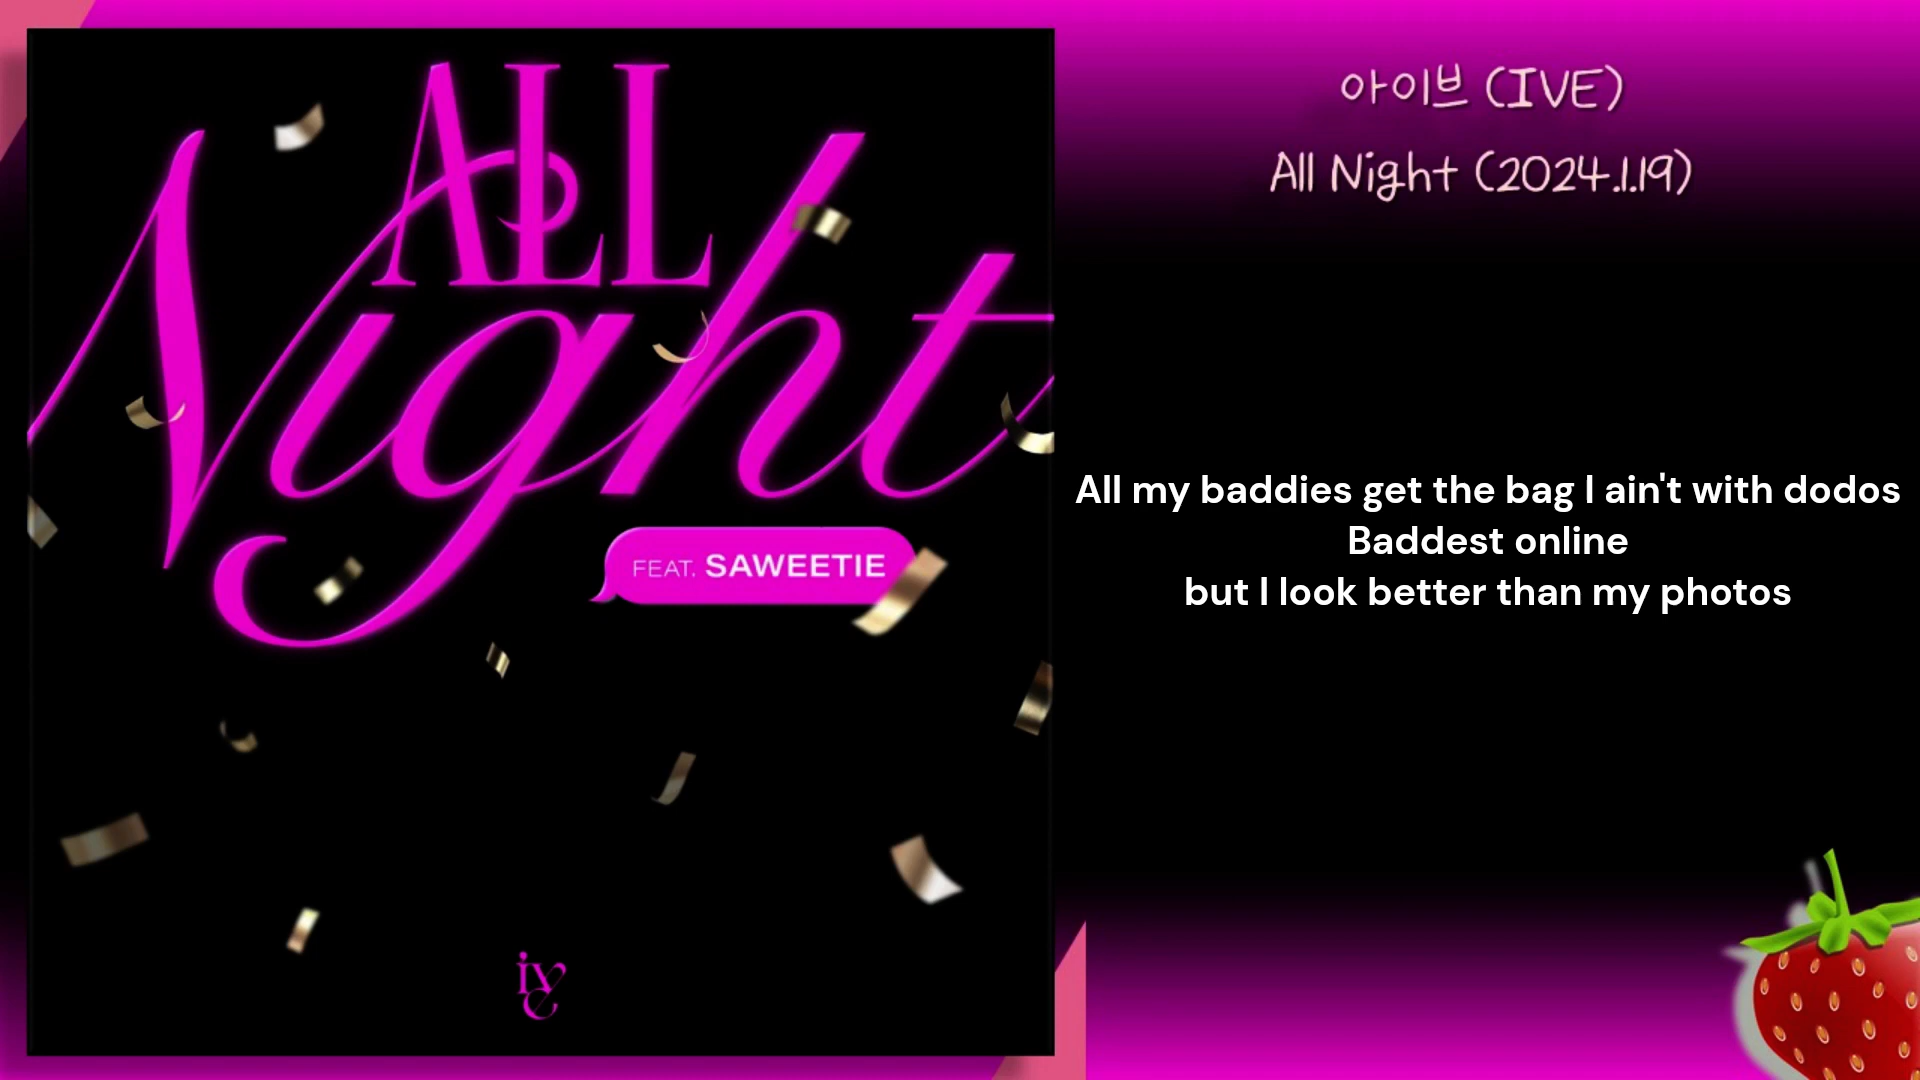 ALL
Night
FEAT. SAWEETIE
ive
아이브 (IVE)
All Night (2024.1.19)
All my baddies get the bag I ain't with dodos
Baddest online
but I look better than my photos